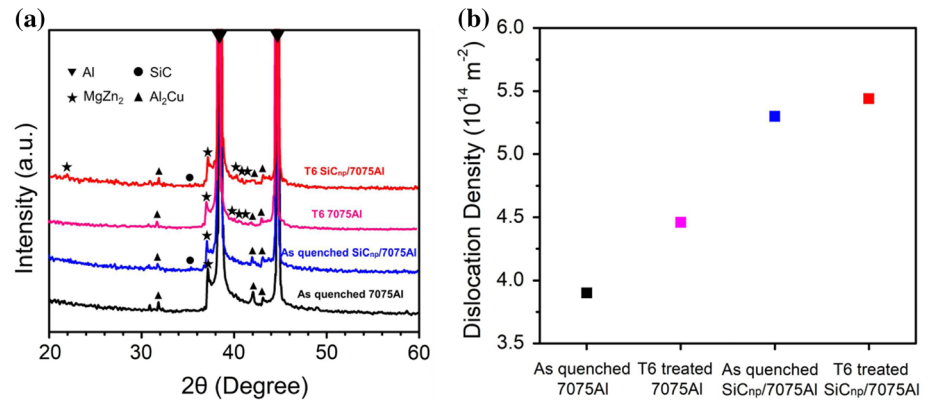 (a)
Intensity (a.u.)
Al
SiC
MgZn₂
Al₂Cu
T6 SiCnp/7075Al
T6 7075Al
As quenched SiCnp/7075Al
As quenched 7075Al
20 30 40 50 60
2θ (Degree)
(b)
Dislocation Density (10¹⁴ m⁻²)
6.0
5.5
5.0
4.5
4.0
3.5
As quenched T6 treated As quenched T6 treated
7075Al 7075Al SiCnp/7075Al SiCnp/7075Al